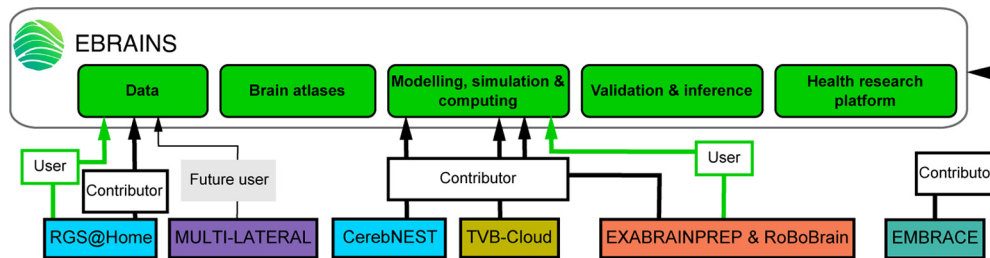 EBRAINS
Data
Brain atlases
Modelling, simulation &
computing
Validation & inference
Health research
platform
User
Contributor
Future user
Contributor
User
Contributor
RGS@Home
MULTI-LATERAL
CerebNEST
TVB-Cloud
EXABRAINPREP & RoBoBrain
EMBRACE